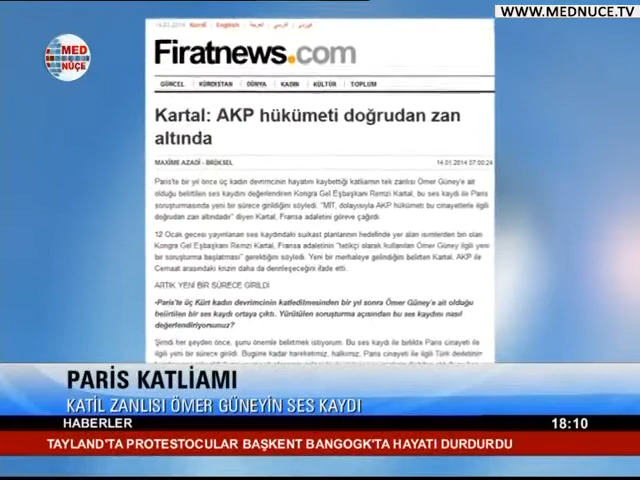 WWW.MEDNUCE.TV
MED
NÛÇE
14.01.2014 Kurdî English
Firatnews.com
GÜNCEL KÜRDISTAN DÜNYA KADIN KÜLTÜR TOPLUM
Kartal: AKP hükümeti doğrudan zan
altında
MAXIME AZADI - BRÜKSEL 14.01.2014 07:00:24
Paris'te bir yıl önce üç kadın devrimcinin hayatını kaybettiği katliamın tek zanlısı Ömer Güney'e ait
olduğu belirtilen ses kaydını değerlendiren Kongra Gel Eşbaşkanı Remzi Kartal, bu ses kaydı ile Paris
soruşturmasında yeni bir sürece girildiğini söyledi. "MİT, dolayısıyla AKP hükümeti bu cinayetlerle ilgili
doğrudan zan altındadır" diyen Kartal, Fransa adaletini göreve çağırdı.
12 Ocak gecesi yayınlanan ses kaydındaki suikast planlarının hedefinde yer alan isimlerden biri olan
Kongra Gel Eşbaşkanı Remzi Kartal, Fransa adaletinin "tetikçi olarak kullanılan Ömer Güney ile ilgili yeni
bir soruşturma başlatması" gerektiğini söyledi. Yeni bir merhaleye gelindiğini belirten Kartal, AKP ile
Cemaat arasındaki krizin daha da derinleşeceğini ifade etti.
ARTIK YENİ BİR SÜRECE GİRİLDİ
-Paris'te üç Kürt kadın devrimcinin katledilmesinden bir yıl sonra Ömer Güney'e ait olduğu
belirtilen bir ses kaydı ortaya çıktı. Yürütülen soruşturma açısından bu ses kaydını nasıl
değerlendiriyorsunuz?
Şimdi her şeyden önce, şunu önemle belirtmek istiyorum. Bu ses kaydı ile birlikte Paris cinayeti ile
ilgili yeni bir sürece girildi. Bugüne kadar hareketimiz, halkımız, Paris cinayeti ile ilgili Türk devletinin
PARİS KATLİAMI
KATİL ZANLISI ÖMER GÜNEYİN SES KAYDI
HABERLER 18:10
TAYLAND'TA PROTESTOCULAR BAŞKENT BANGOGK'TA HAYATI DURDURDU